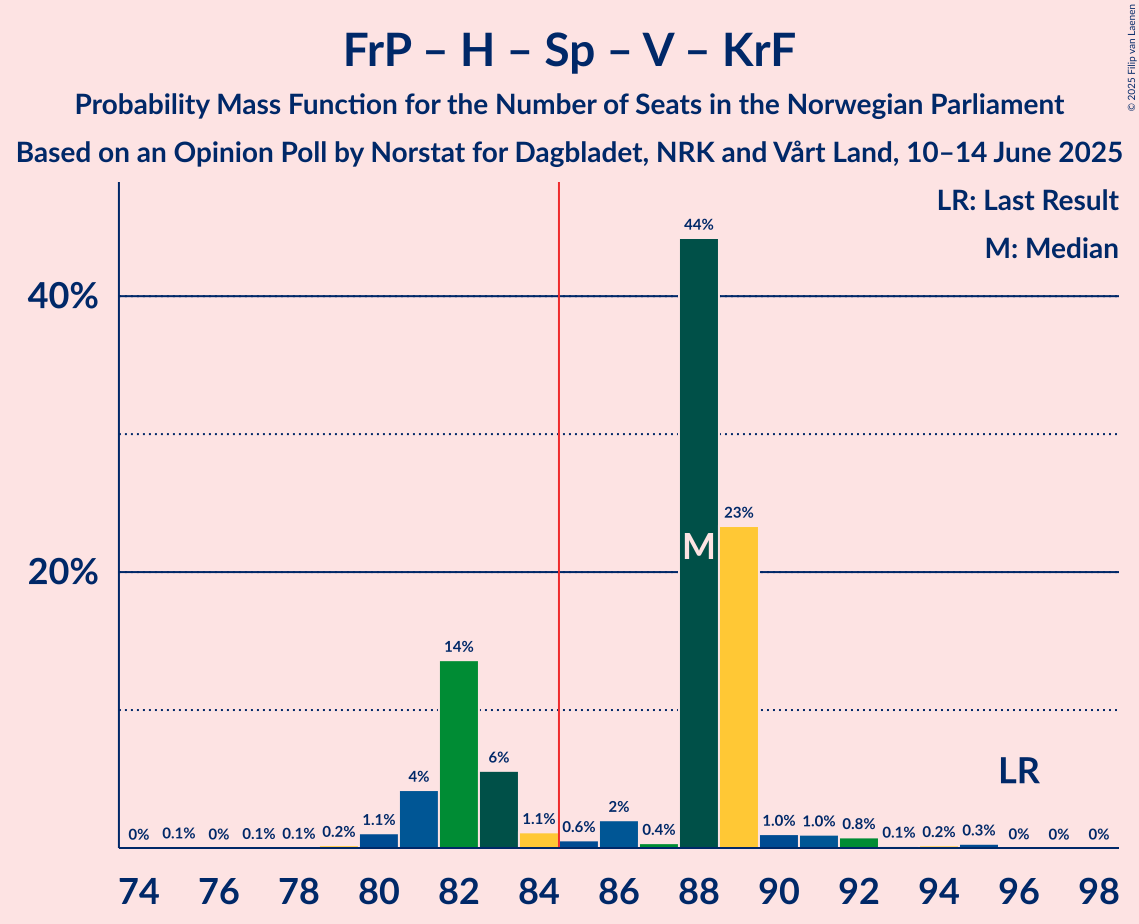 FrP – H – Sp – V – KrF
Probability Mass Function for the Number of Seats in the Norwegian Parliament
Based on an Opinion Poll by Norstat for Dagbladet, NRK and Vårt Land, 10–14 June 2025
© 2025 Filip van Laenen
LR: Last Result
M: Median
40%
20%
0% 0.1% 0% 0.1% 0.1% 0.2% 1.1% 4% 14% 6% 1.1% 0.6% 2% 0.4% 44% 23% 1.0% 1.0% 0.8% 0.1% 0.2% 0.3% 0% 0% 0%
M
LR
74 76 78 80 82 84 86 88 90 92 94 96 98